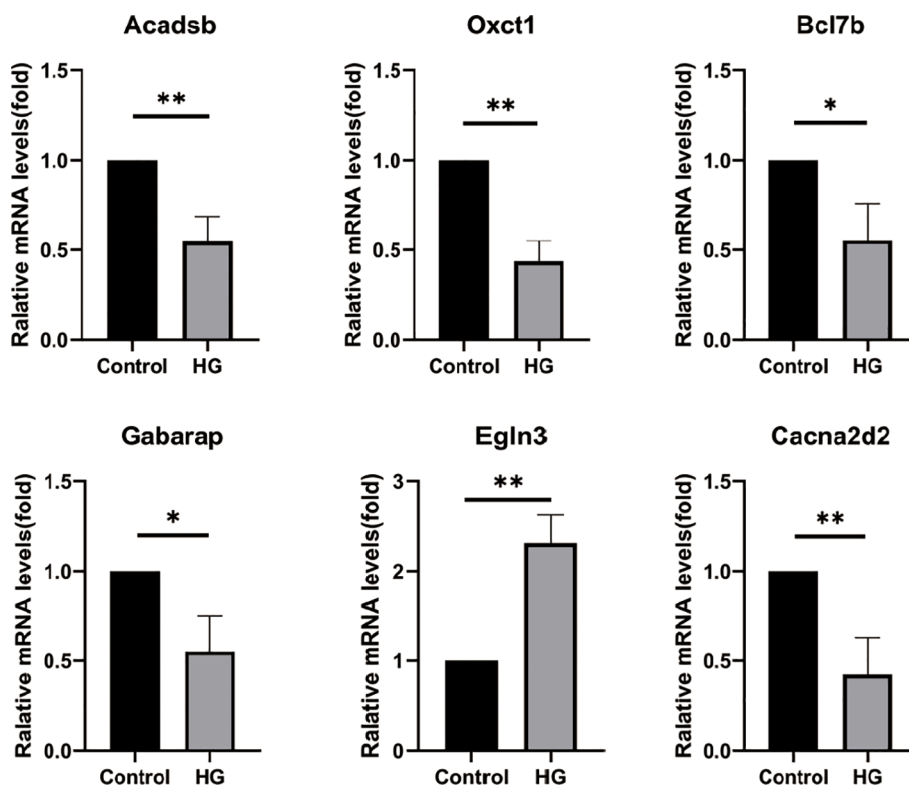 Acadsb
Ralative mRNA levels(fold)
1.5
1.0
0.5
0.0
**
Control HG
Oxct1
Ralative mRNA levels(fold)
1.5
1.0
0.5
0.0
**
Control HG
Bcl7b
Ralative mRNA levels(fold)
1.5
1.0
0.5
0.0
*
Control HG
Gabarap
Ralative mRNA levels(fold)
1.5
1.0
0.5
0.0
*
Control HG
Egln3
Ralative mRNA levels(fold)
3
2
1
0
**
Control HG
Cacna2d2
Ralative mRNA levels(fold)
1.5
1.0
0.5
0.0
**
Control HG